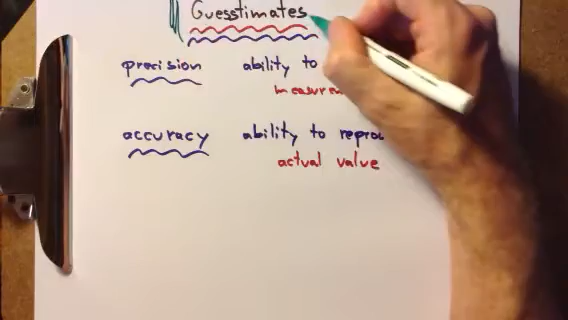 Guesstimates
precision ability to
accuracy ability to
actual value